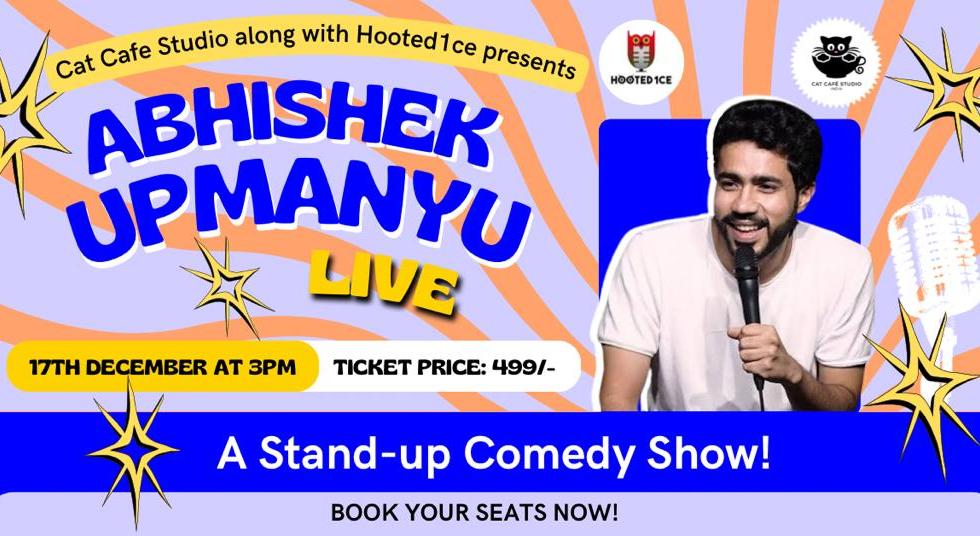 Cat Cafe Studio along with Hooted1ce presents
ABHISHEK
UPMANYU
LIVE
HOOTED1CE
CAT CAFÉ STUDIO
INDIA
17TH DECEMBER AT 3PM
TICKET PRICE: 499/-
A Stand-up Comedy Show!
BOOK YOUR SEATS NOW!